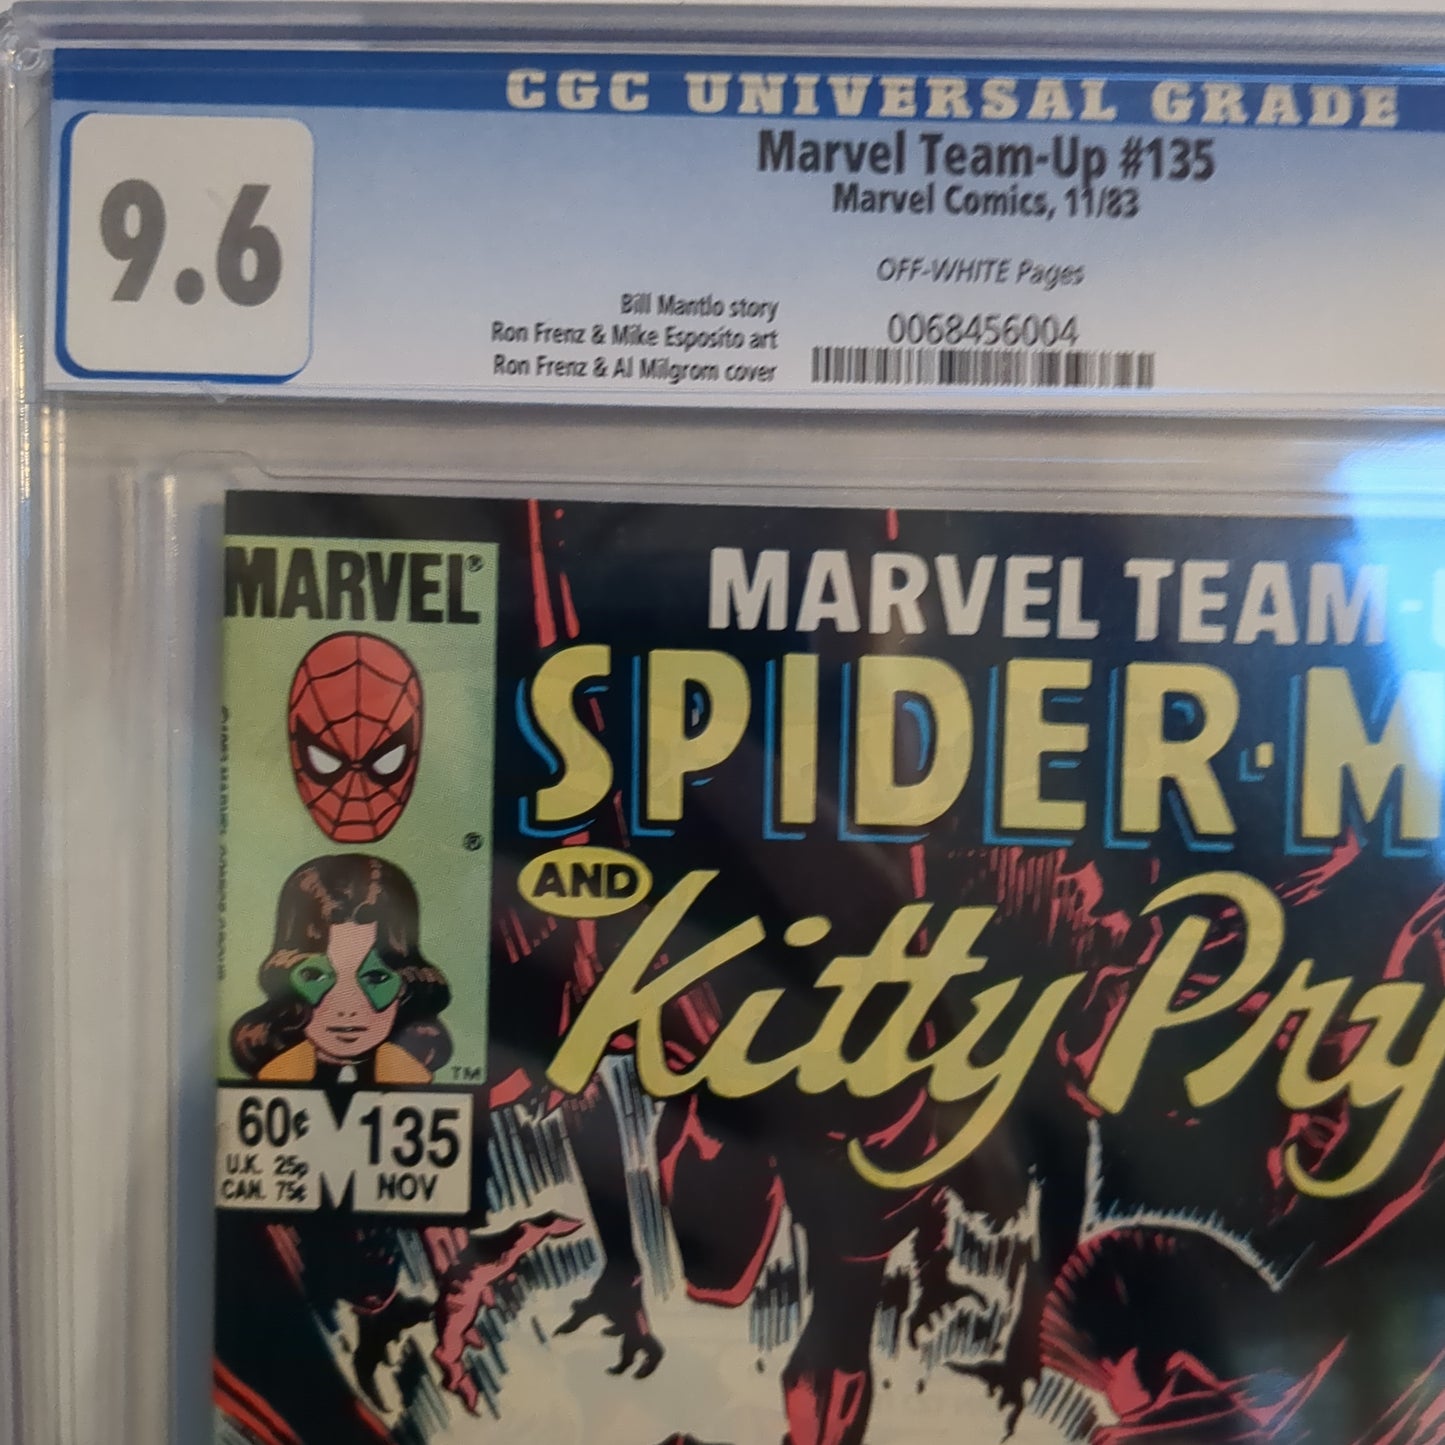 CGC UNIVERSAL GRADE
9.6
Marvel Team-Up #135
Marvel Comics, 11/83
OFF-WHITE Pages
Bill Mantlo story
Ron Frenz & Mike Esposito art
Ron Frenz & Al Milgrom cover
0068456004
MARVEL®
MARVEL TEAM-U
SPIDER-M
®
AND
Kitty Pry
TM
60¢
U.K. 25p
CAN. 75¢
135
NOV